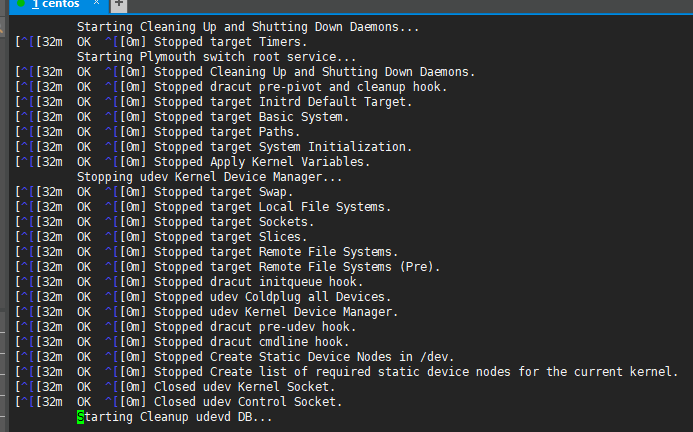 1 centos × +
Starting Cleaning Up and Shutting Down Daemons...
[^[[32m  OK  ^[[0m] Stopped target Timers.
Starting Plymouth switch root service...
[^[[32m  OK  ^[[0m] Stopped Cleaning Up and Shutting Down Daemons.
[^[[32m  OK  ^[[0m] Stopped dracut pre-pivot and cleanup hook.
[^[[32m  OK  ^[[0m] Stopped target Initrd Default Target.
[^[[32m  OK  ^[[0m] Stopped target Basic System.
[^[[32m  OK  ^[[0m] Stopped target Paths.
[^[[32m  OK  ^[[0m] Stopped target System Initialization.
[^[[32m  OK  ^[[0m] Stopped Apply Kernel Variables.
Stopping udev Kernel Device Manager...
[^[[32m  OK  ^[[0m] Stopped target Swap.
[^[[32m  OK  ^[[0m] Stopped target Local File Systems.
[^[[32m  OK  ^[[0m] Stopped target Sockets.
[^[[32m  OK  ^[[0m] Stopped target Slices.
[^[[32m  OK  ^[[0m] Stopped target Remote File Systems.
[^[[32m  OK  ^[[0m] Stopped target Remote File Systems (Pre).
[^[[32m  OK  ^[[0m] Stopped dracut initqueue hook.
[^[[32m  OK  ^[[0m] Stopped udev Coldplug all Devices.
[^[[32m  OK  ^[[0m] Stopped udev Kernel Device Manager.
[^[[32m  OK  ^[[0m] Stopped dracut pre-udev hook.
[^[[32m  OK  ^[[0m] Stopped dracut cmdline hook.
[^[[32m  OK  ^[[0m] Stopped Create Static Device Nodes in /dev.
[^[[32m  OK  ^[[0m] Stopped Create list of required static device nodes for the current kernel.
[^[[32m  OK  ^[[0m] Closed udev Kernel Socket.
[^[[32m  OK  ^[[0m] Closed udev Control Socket.
Starting Cleanup udevd DB...